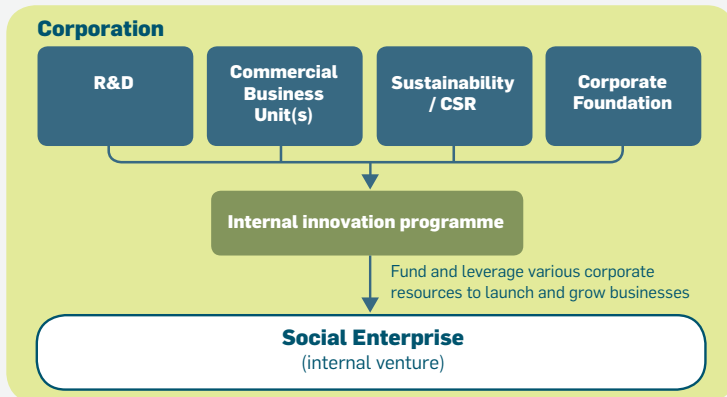 Corporation
R&D
Commercial
Business
Unit(s)
Sustainability
/ CSR
Corporate
Foundation
Internal innovation programme
Fund and leverage various corporate
resources to launch and grow businesses
Social Enterprise
(internal venture)